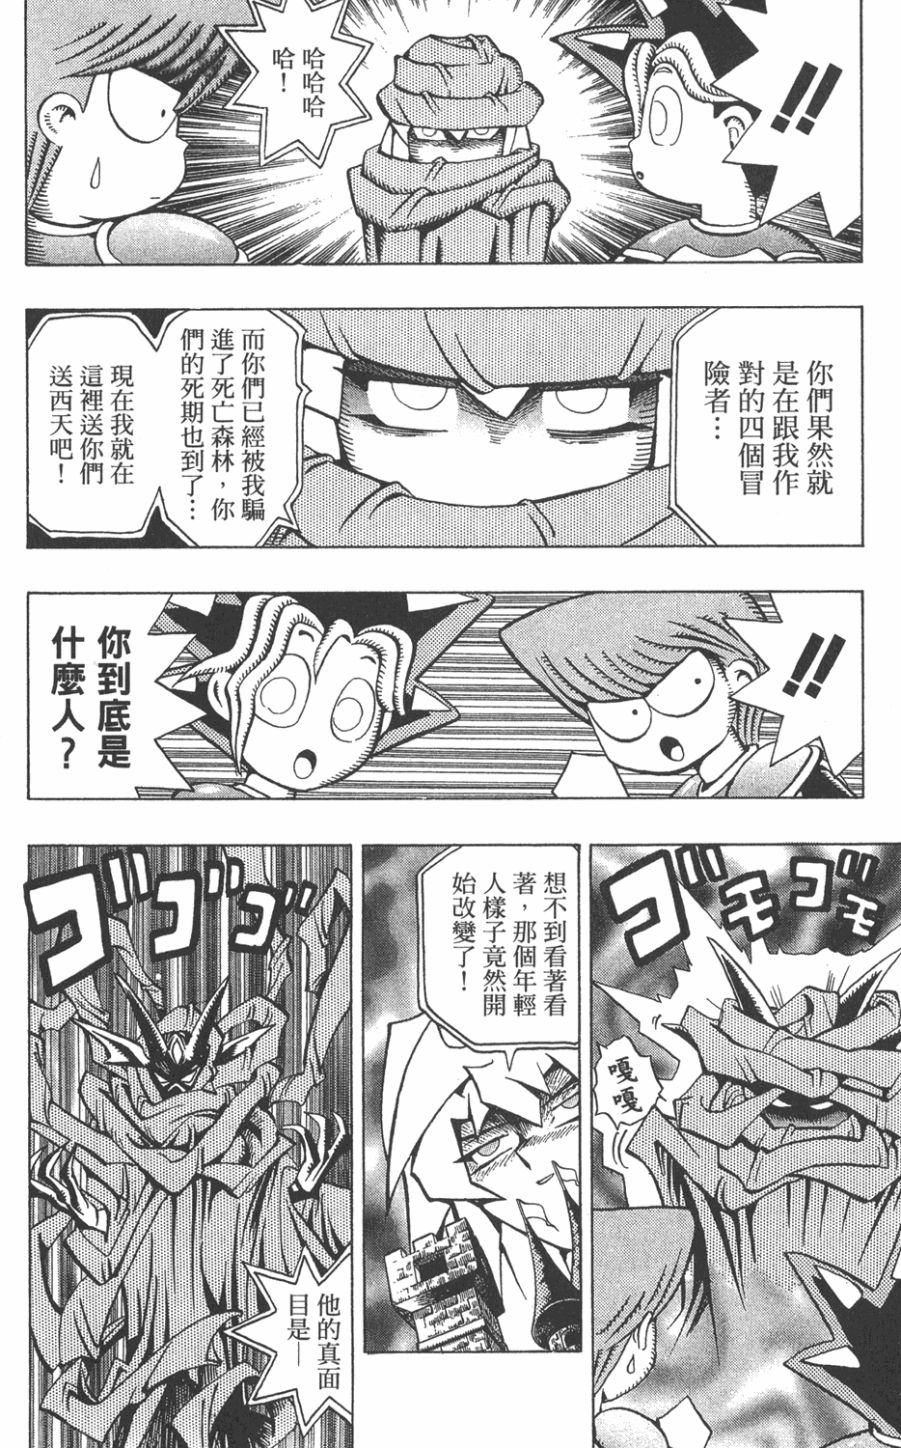 !!
哈哈哈
哈！
你們果然就
是在跟我作
對的四個冒
險者…
而你們已經被我騙
進了死亡森林，你
們的死期也到了…
現在我就在
這裡送你們
送西天吧！
!!
你到底是
什麼人？
ゴモゴモ
嘎嘎
想不到看著看
著，那個年輕
人樣子竟然開
始改變了！
ゴゴゴ
他的真面
目是—